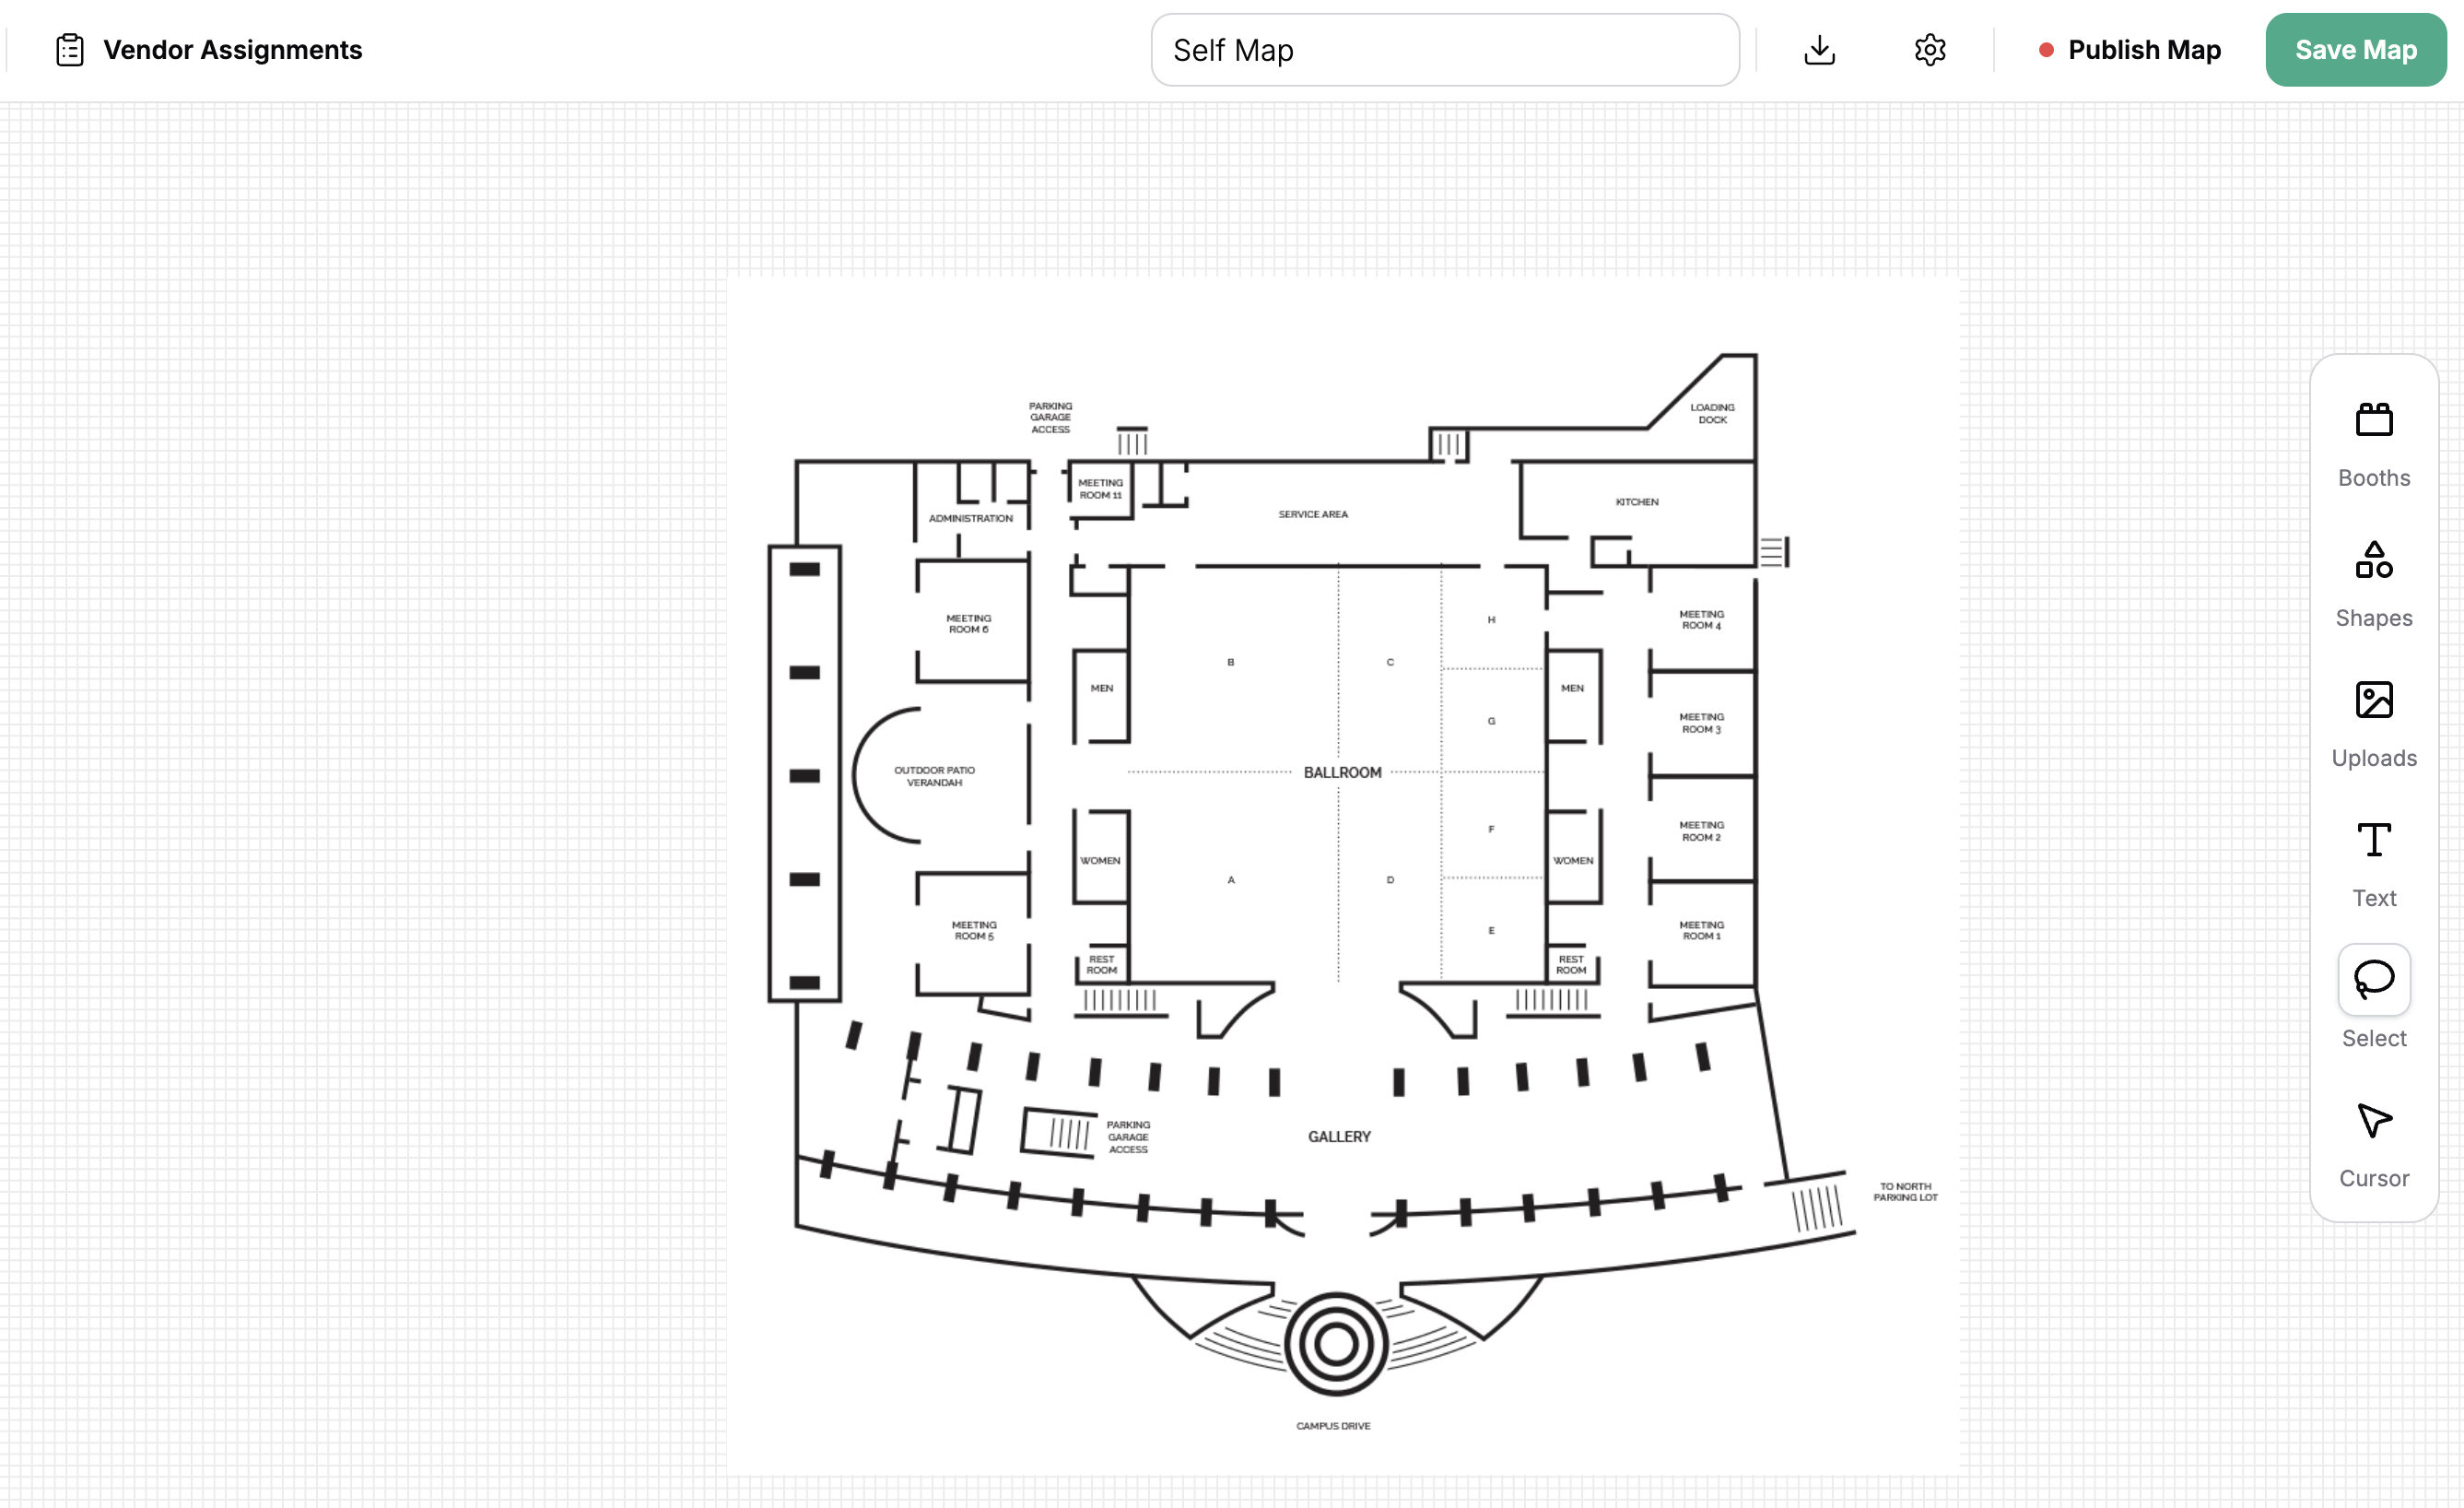 Vendor Assignments
Self Map
Publish Map
Save Map
PARKING
GARAGE
ACCESS
LOADING
DOCK
MEETING
ROOM 11
ADMINISTRATION
SERVICE AREA
KITCHEN
MEETING
ROOM 6
H
MEETING
ROOM 4
B
C
MEN
MEN
G
MEETING
ROOM 3
OUTDOOR PATIO
VERANDAH
BALLROOM
F
MEETING
ROOM 2
WOMEN
WOMEN
A
D
MEETING
ROOM 5
E
MEETING
ROOM 1
REST
ROOM
REST
ROOM
PARKING
GARAGE
ACCESS
GALLERY
TO NORTH
PARKING LOT
CAMPUS DRIVE
Booths
Shapes
Uploads
Text
Select
Cursor